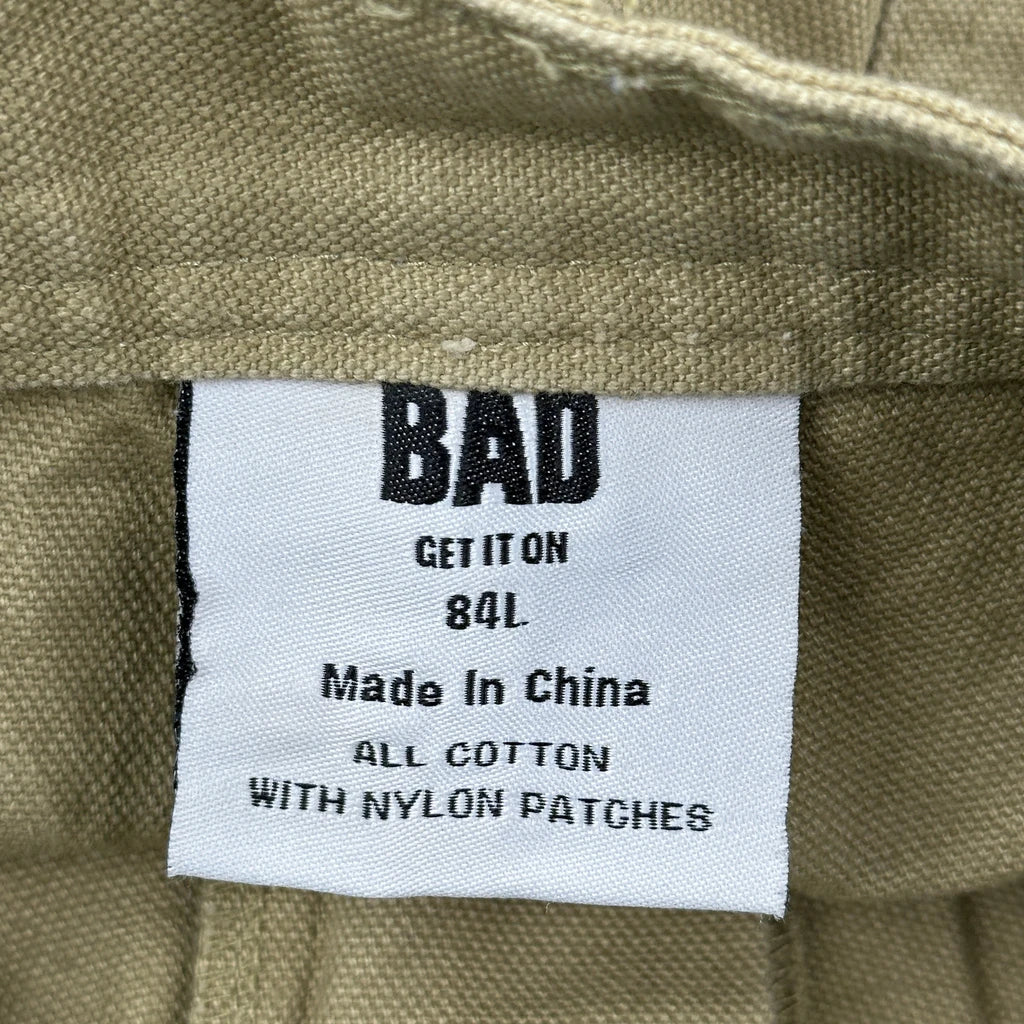 BAD
GET IT ON
84L
Made In China
ALL COTTON
WITH NYLON PATCHES